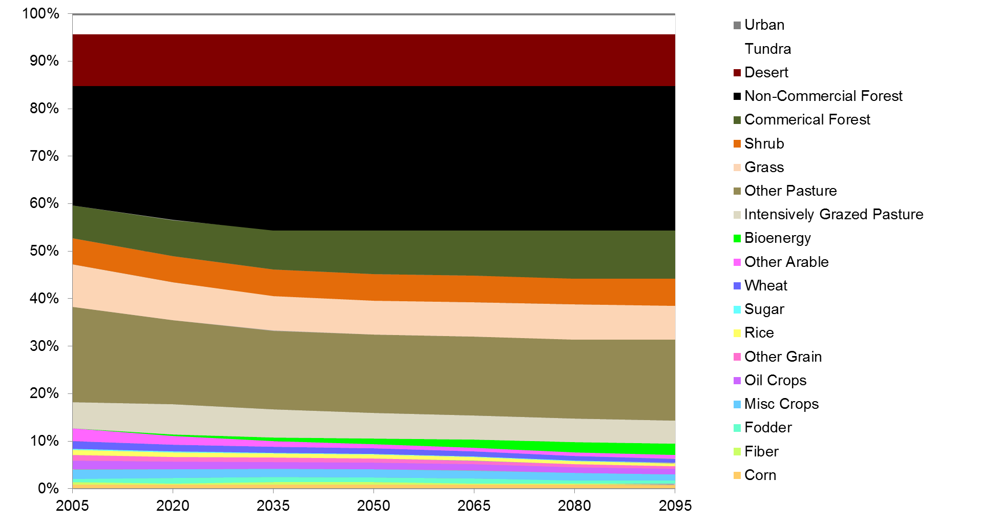 100%
90%
80%
70%
60%
50%
40%
30%
20%
10%
0%
2005 2020 2035 2050 2065 2080 2095
Urban
Tundra
Desert
Non-Commercial Forest
Commerical Forest
Shrub
Grass
Other Pasture
Intensively Grazed Pasture
Bioenergy
Other Arable
Wheat
Sugar
Rice
Other Grain
Oil Crops
Misc Crops
Fodder
Fiber
Corn